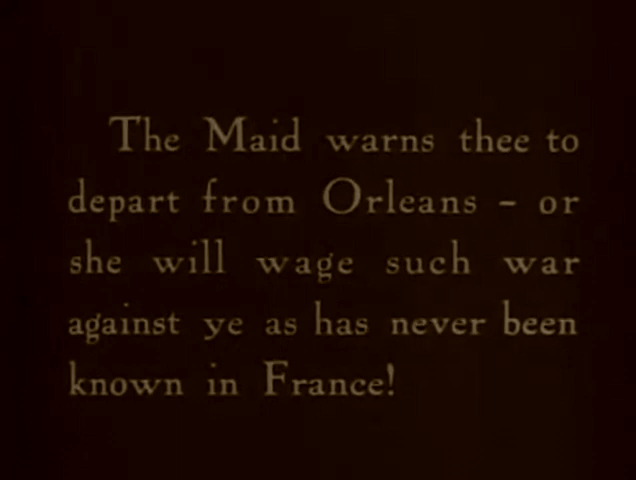 The Maid warns thee to
depart from Orleans - or
she will wage such war
against ye as has never been
known in France!